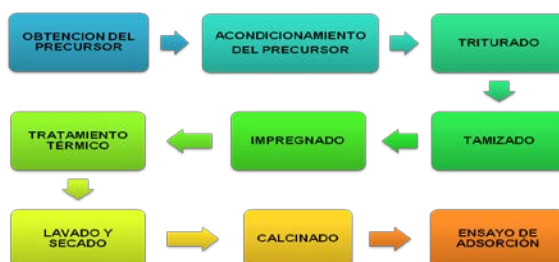 OBTENCION DEL
PRECURSOR
ACONDICIONAMIENTO
DEL PRECURSOR
TRITURADO
TRATAMIENTO
TÉRMICO
IMPREGNADO
TAMIZADO
LAVADO Y
SECADO
CALCINADO
ENSAYO DE
ADSORCIÓN